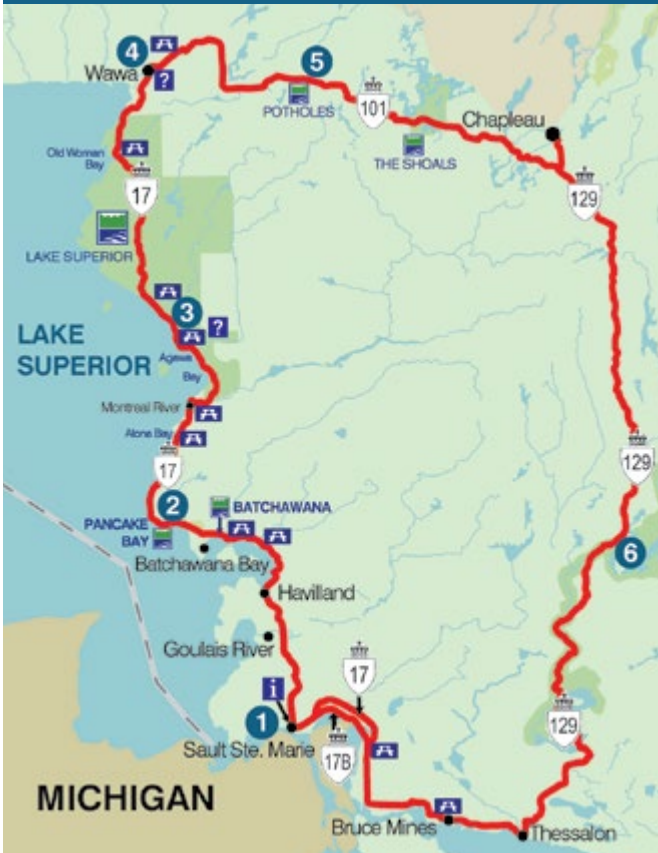 4
Wawa
?
5
POTHOLES
101
Chapleau
THE SHOALS
Old Woman
Bay
17
129
LAKE SUPERIOR
3
?
LAKE
SUPERIOR
Agawa
Bay
Montreal River
Alona Bay
17
129
2
BATCHAWANA
PANCAKE
BAY
6
Batchawana Bay
Havilland
Goulais River
17
i
129
1
Sault Ste. Marie
17B
MICHIGAN
Bruce Mines
Thessalon